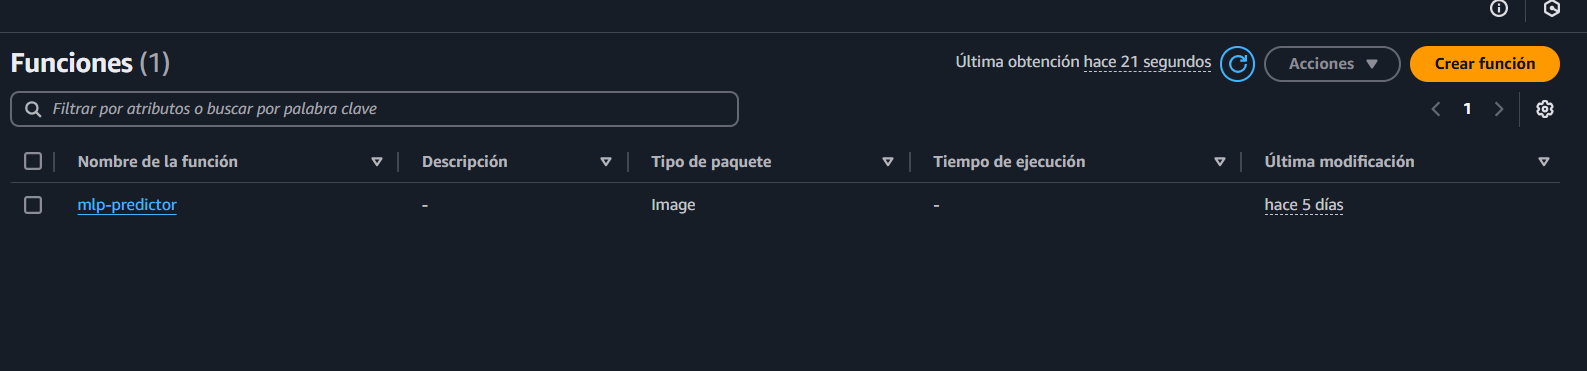 Funciones (1)
Última obtención hace 21 segundos
Acciones
Crear función
Filtrar por atributos o buscar por palabra clave
1
Nombre de la función Descripción Tipo de paquete Tiempo de ejecución Última modificación
mlp-predictor - Image - hace 5 días